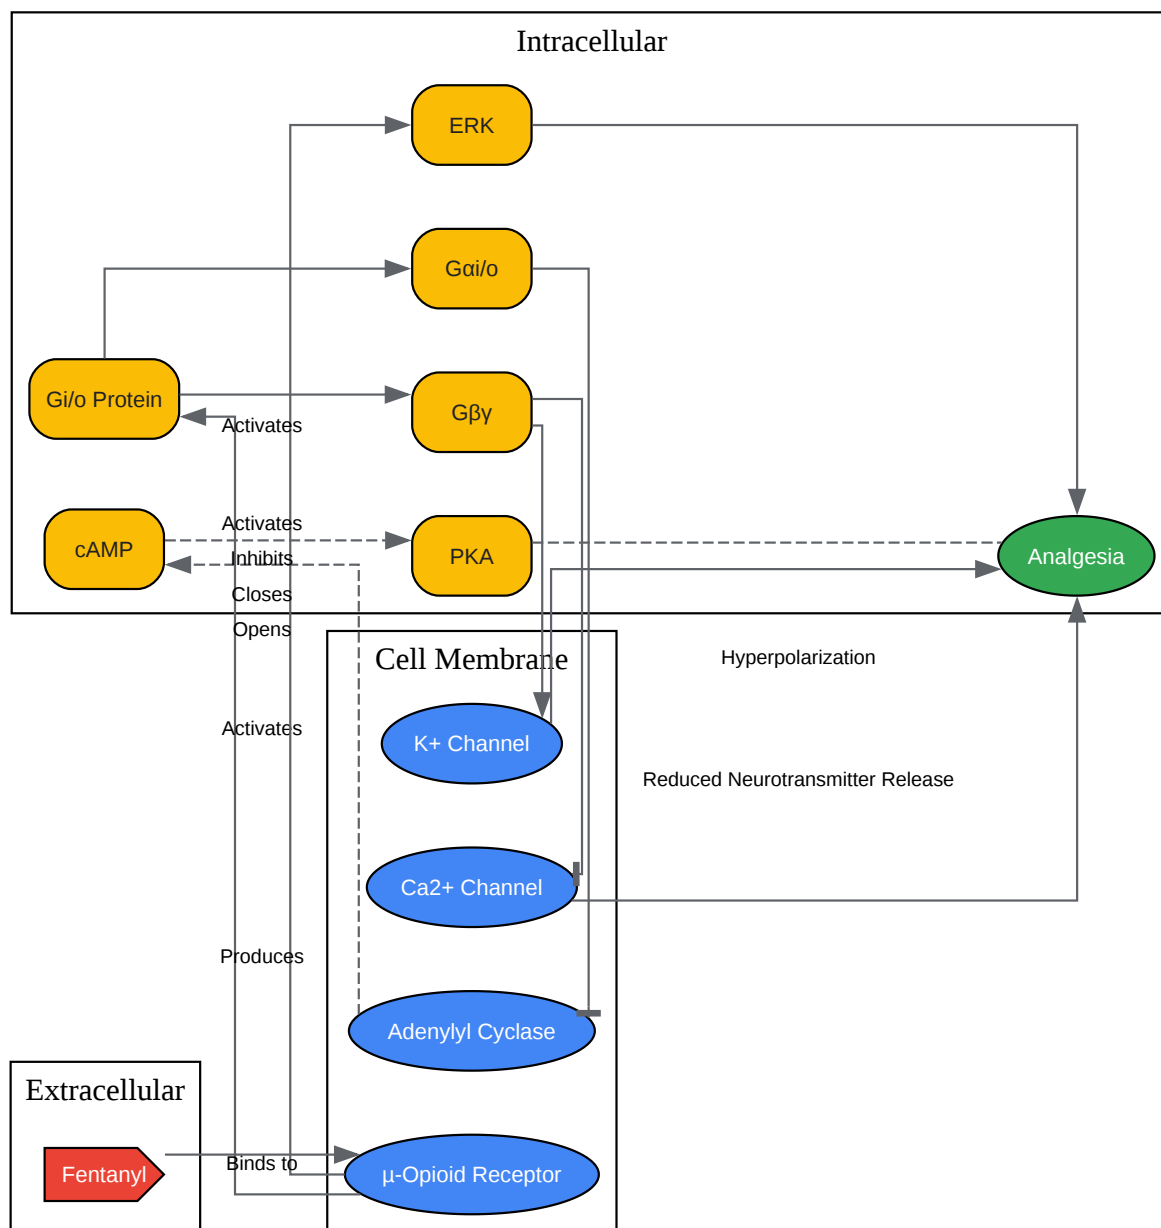 Intracellular
ERK
Gαi/o
Gi/o Protein
Gβγ
Activates
Activates
cAMP
PKA
Analgesia
Inhibits
Closes
Opens
Cell Membrane
Hyperpolarization
Activates
K+ Channel
Reduced Neurotransmitter Release
Ca2+ Channel
Produces
Adenylyl Cyclase
Extracellular
Fentanyl
Binds to
µ-Opioid Receptor